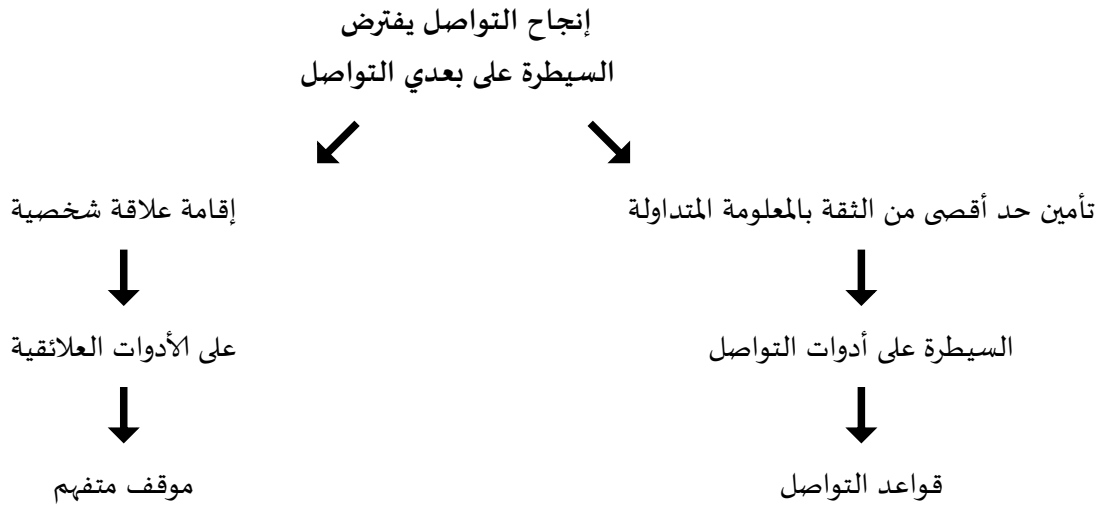 إنجاح التواصل يفترض
السيطرة على بعدي التواصل
تأمين حد أقصى من الثقة بالمعلومة المتداولة
إقامة علاقة شخصية
السيطرة على أدوات التواصل
على الأدوات العلائقية
قواعد التواصل
موقف متفهم